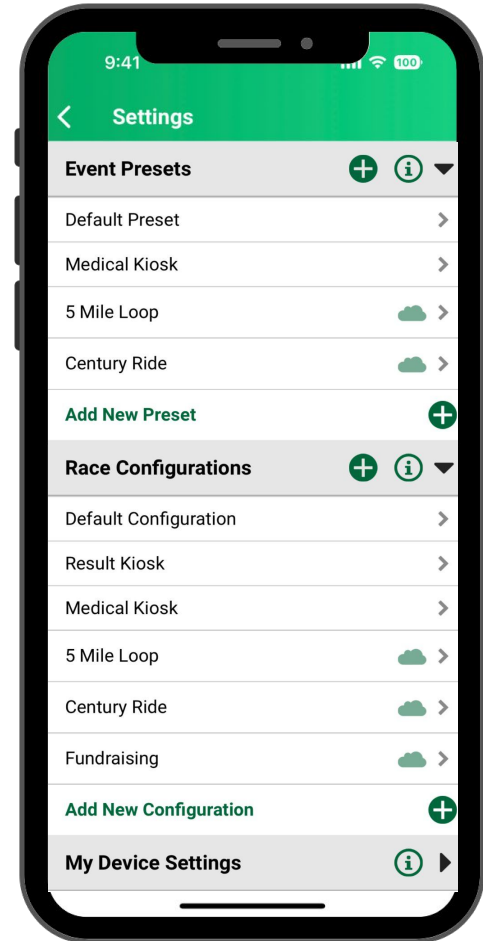 9:41
100
Settings
Event Presets
Default Preset
Medical Kiosk
5 Mile Loop
Century Ride
Add New Preset
Race Configurations
Default Configuration
Result Kiosk
Medical Kiosk
5 Mile Loop
Century Ride
Fundraising
Add New Configuration
My Device Settings